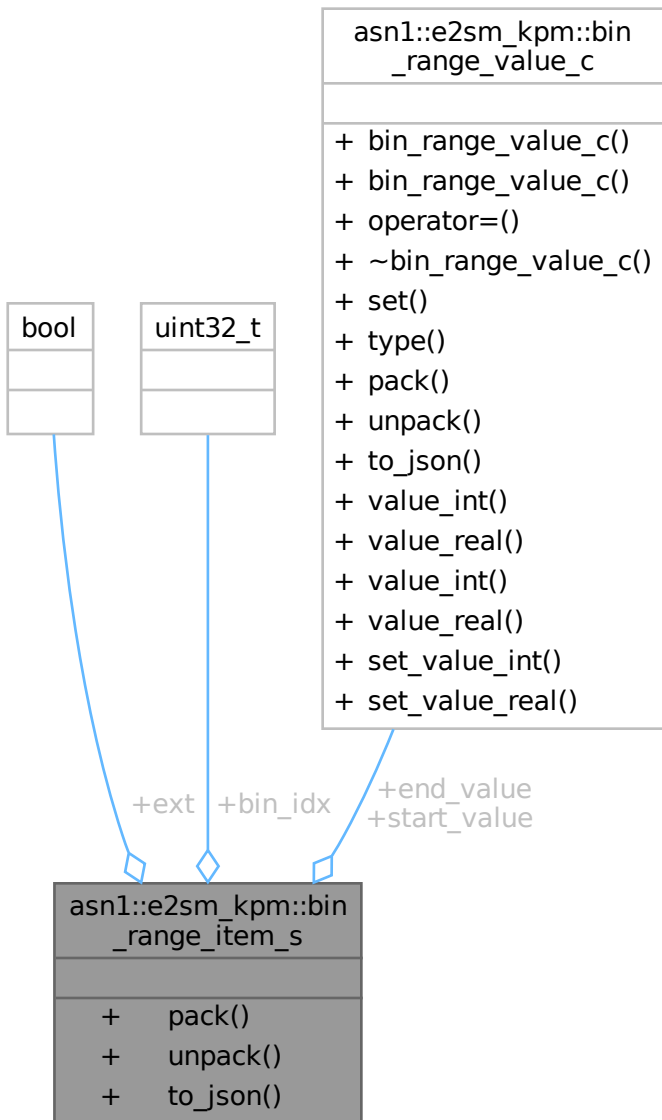 asn1::e2sm_kpm::bin
_range_value_c
+ bin_range_value_c()
+ bin_range_value_c()
+ operator=()
+ ~bin_range_value_c()
+ set()
+ type()
+ pack()
+ unpack()
+ to_json()
+ value_int()
+ value_real()
+ value_int()
+ value_real()
+ set_value_int()
+ set_value_real()
bool
uint32_t
+ext
+bin_idx
+end_value
+start_value
asn1::e2sm_kpm::bin
_range_item_s
+ pack()
+ unpack()
+ to_json()